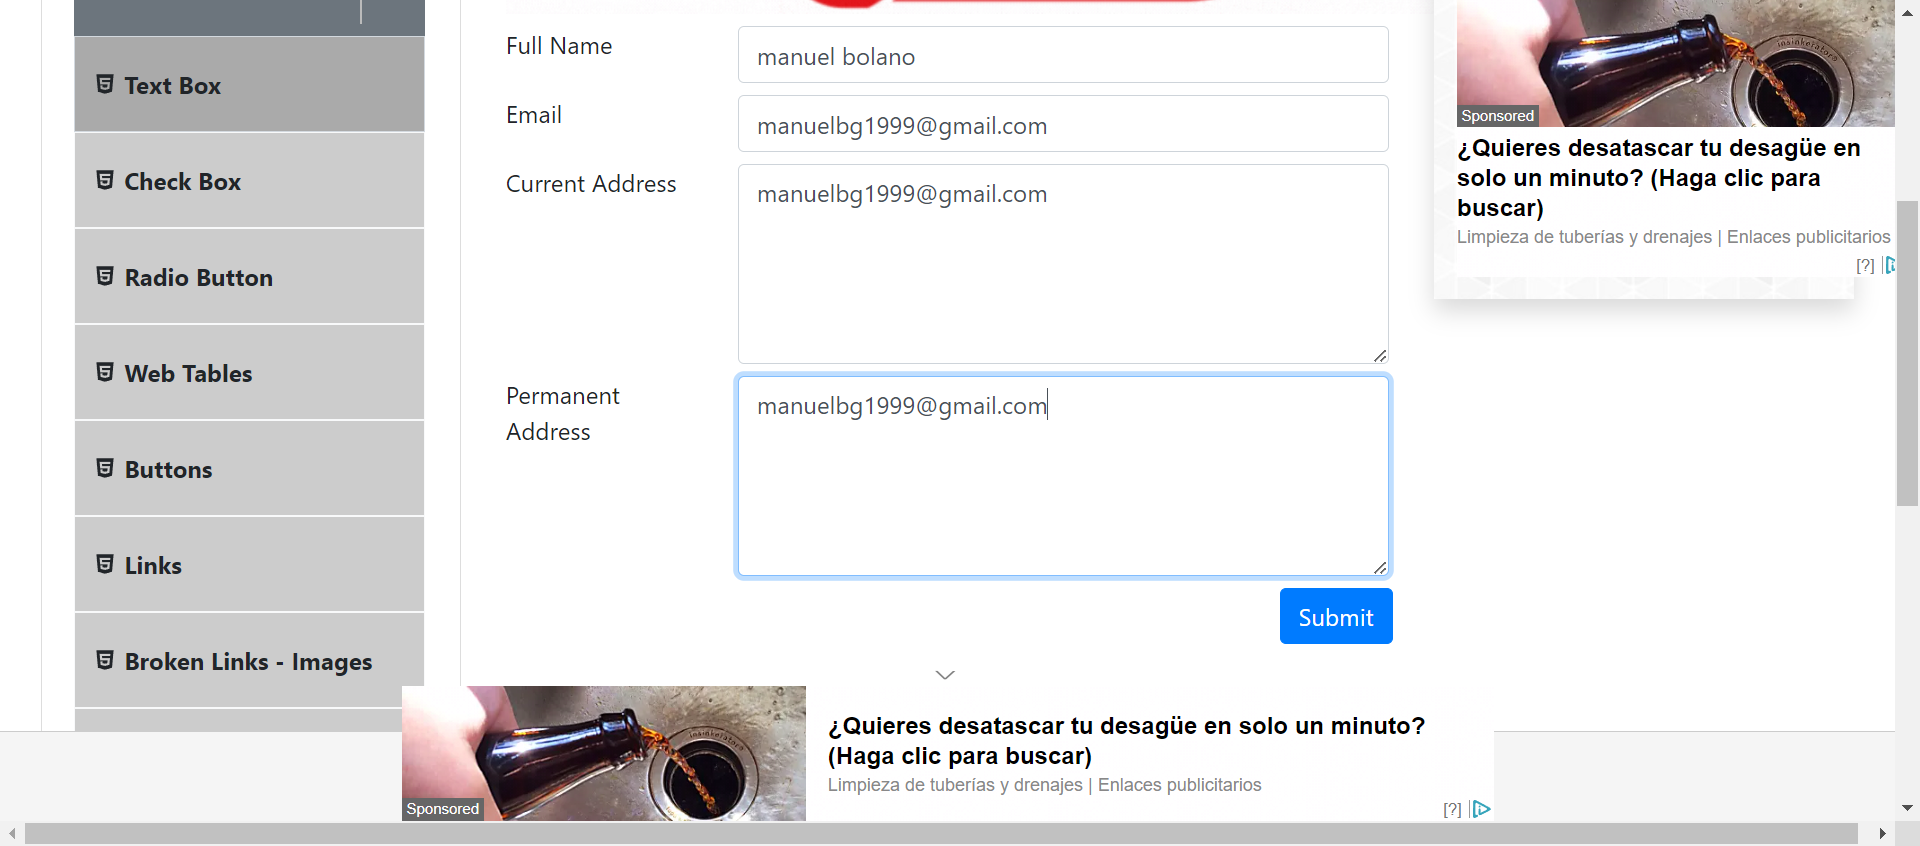 Text Box
Check Box
Radio Button
Web Tables
Buttons
Links
Broken Links - Images
Full Name
manuel bolano
Email
manuelbg1999@gmail.com
Current Address
manuelbg1999@gmail.com
Permanent
Address
manuelbg1999@gmail.com
Submit
insinkerator
Sponsored
¿Quieres desatascar tu desagüe en
solo un minuto? (Haga clic para
buscar)
Limpieza de tuberías y drenajes | Enlaces publicitarios
[?]
insinkerator
Sponsored
¿Quieres desatascar tu desagüe en solo un minuto?
(Haga clic para buscar)
Limpieza de tuberías y drenajes | Enlaces publicitarios
[?]